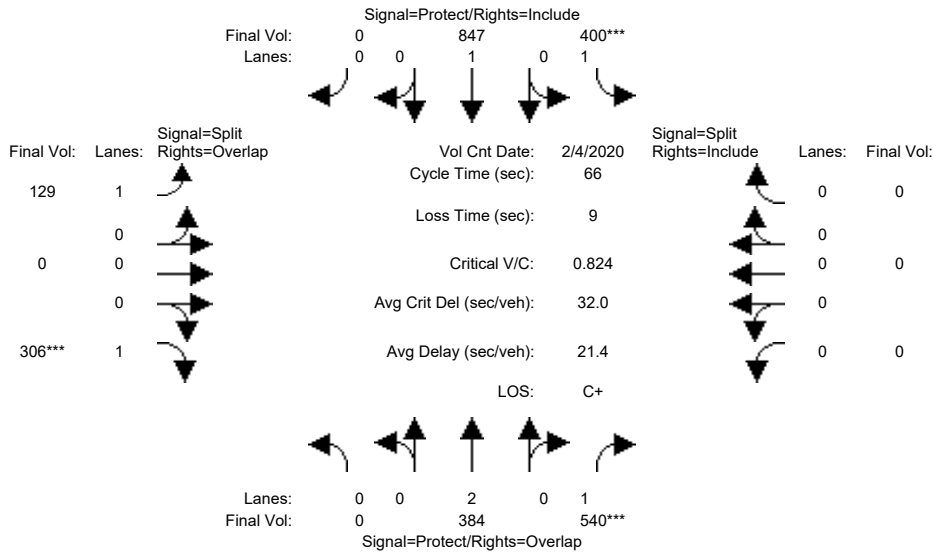 Signal=Protect/Rights=Include
Final Vol: 0 847 400***
Lanes: 0 0 1 0 1
Signal=Split Signal=Split
Final Vol: Lanes: Rights=Overlap Vol Cnt Date: 2/4/2020 Rights=Include Lanes: Final Vol:
Cycle Time (sec): 66
129 1 0 0
Loss Time (sec): 9
0 0
0 0 Critical V/C: 0.824 0 0
0 Avg Crit Del (sec/veh): 32.0 0
306*** 1 Avg Delay (sec/veh): 21.4 0 0
LOS: C+
Lanes: 0 0 2 0 1
Final Vol: 0 384 540***
Signal=Protect/Rights=Overlap